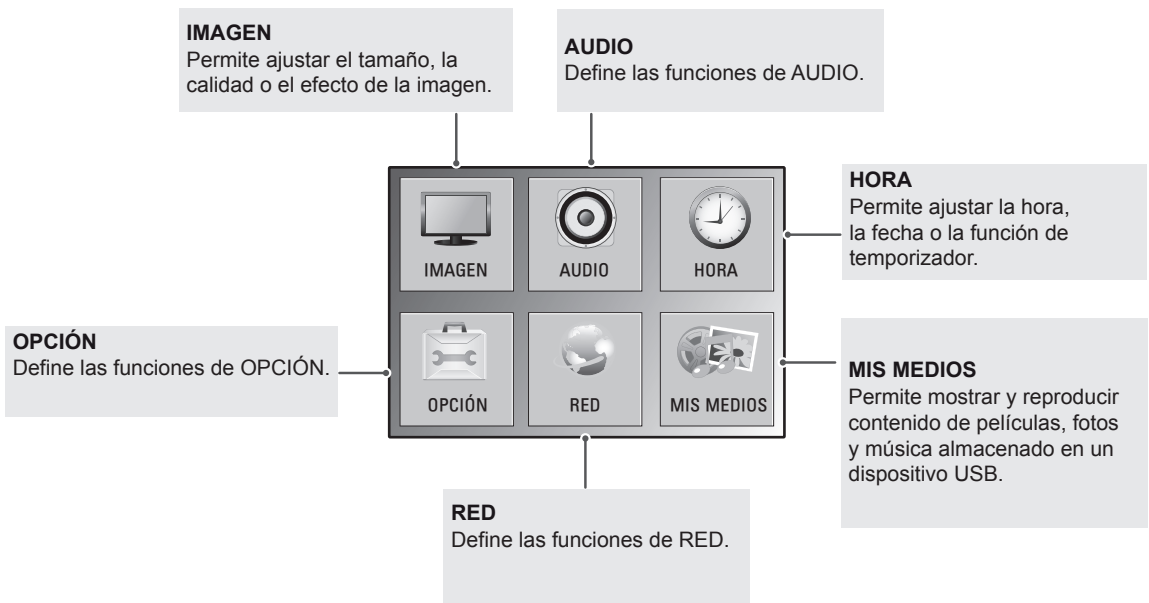 IMAGEN
Permite ajustar el tamaño, la
calidad o el efecto de la imagen.
AUDIO
Define las funciones de AUDIO.
HORA
Permite ajustar la hora,
la fecha o la función de
temporizador.
IMAGEN
AUDIO
HORA
OPCIÓN
Define las funciones de OPCIÓN.
OPCIÓN
RED
MIS MEDIOS
MIS MEDIOS
Permite mostrar y reproducir
contenido de películas, fotos
y música almacenado en un
dispositivo USB.
RED
Define las funciones de RED.